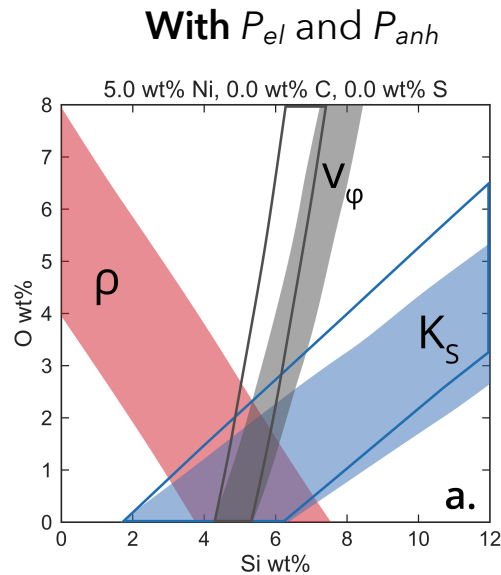 With P_el and P_anh
5.0 wt% Ni, 0.0 wt% C, 0.0 wt% S
8
7
6
5
4
3
2
1
0
O wt%
ρ
v_φ
K_S
a.
0 2 4 6 8 10 12
Si wt%